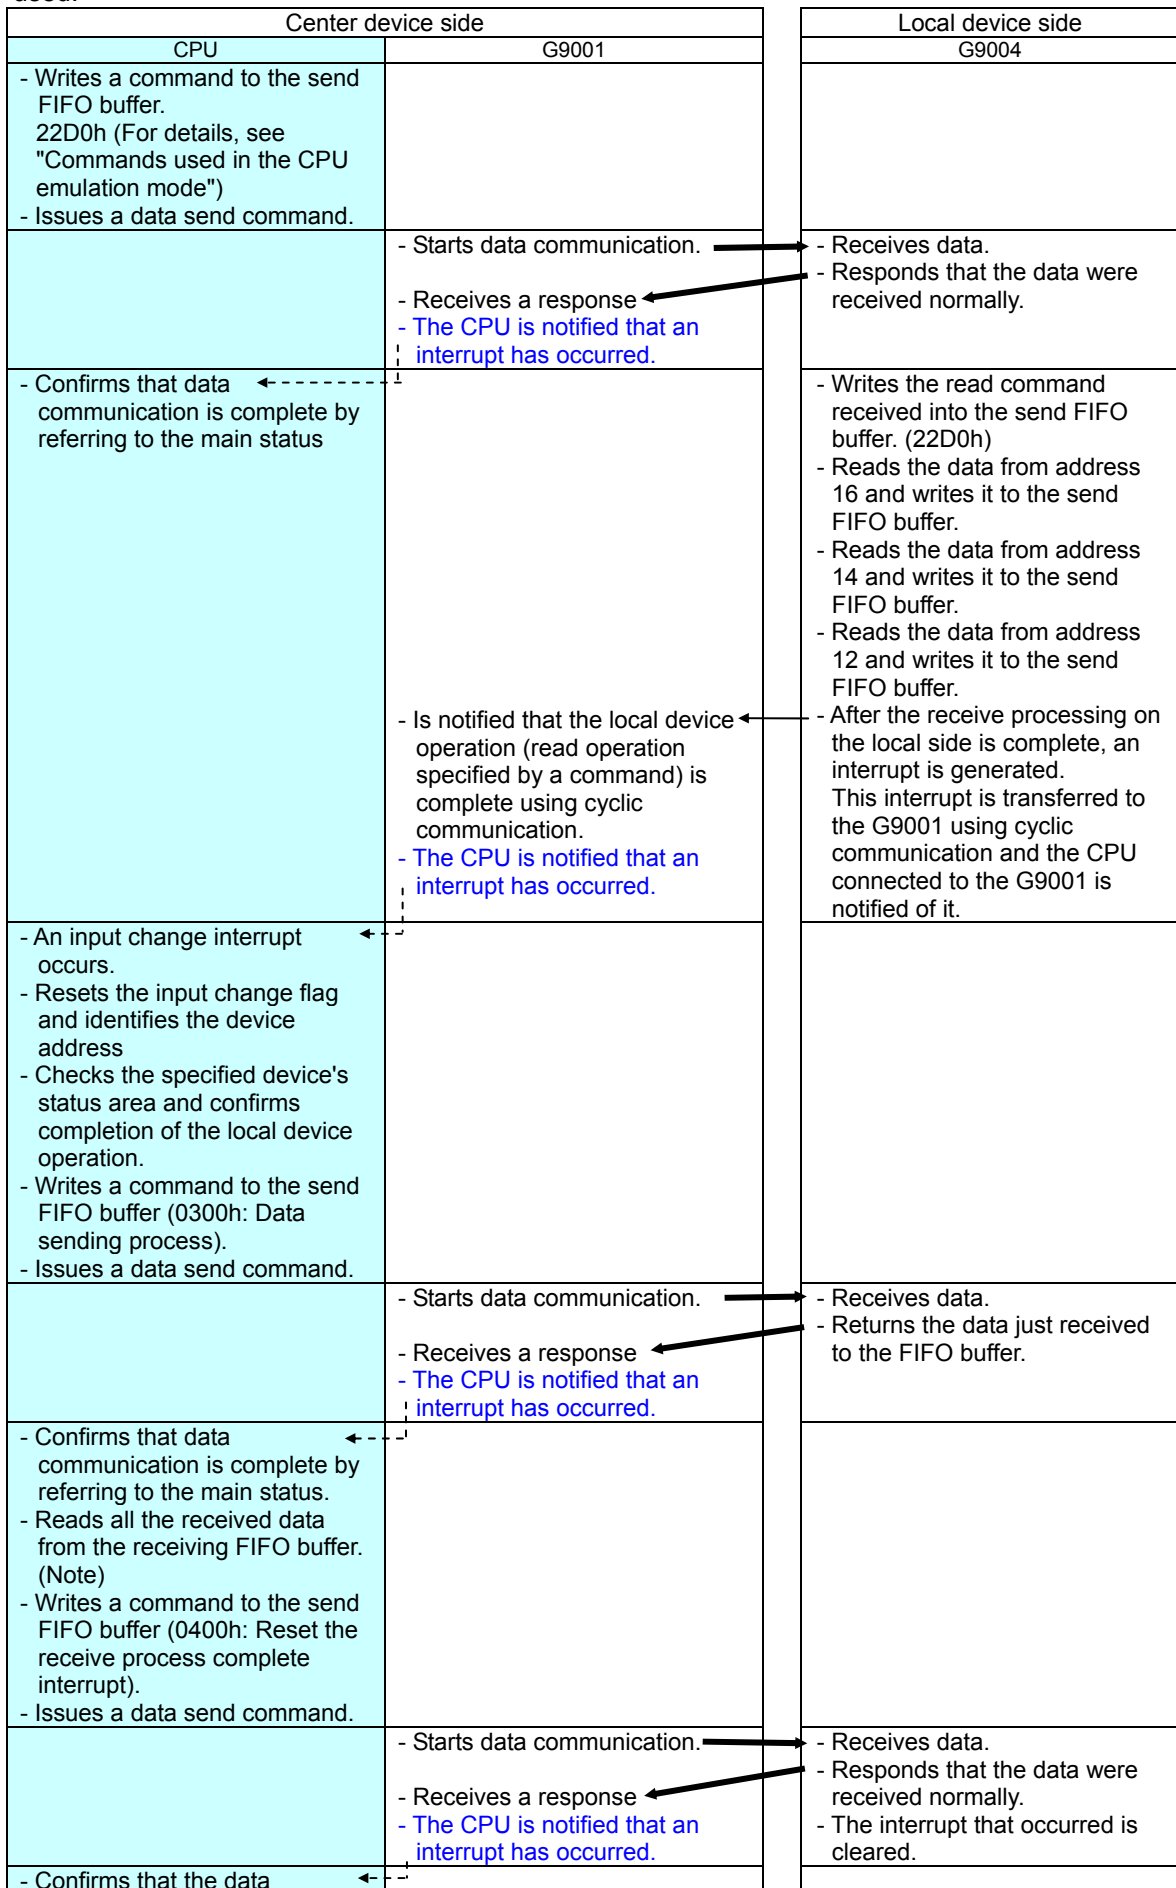 used.
Center device side
Local device side
CPU
G9001
G9004
- Writes a command to the send
FIFO buffer.
22D0h (For details, see
"Commands used in the CPU
emulation mode")
- Issues a data send command.
- Starts data communication.
- Receives a response
- The CPU is notified that an
interrupt has occurred.
- Receives data.
- Responds that the data were
received normally.
- Confirms that data
communication is complete by
referring to the main status
- Is notified that the local device
operation (read operation
specified by a command) is
complete using cyclic
communication.
- The CPU is notified that an
interrupt has occurred.
- Writes the read command
received into the send FIFO
buffer. (22D0h)
- Reads the data from address
16 and writes it to the send
FIFO buffer.
- Reads the data from address
14 and writes it to the send
FIFO buffer.
- Reads the data from address
12 and writes it to the send
FIFO buffer.
- After the receive processing on
the local side is complete, an
interrupt is generated.
This interrupt is transferred to
the G9001 using cyclic
communication and the CPU
connected to the G9001 is
notified of it.
- An input change interrupt
occurs.
- Resets the input change flag
and identifies the device
address
- Checks the specified device's
status area and confirms
completion of the local device
operation.
- Writes a command to the send
FIFO buffer (0300h: Data
sending process).
- Issues a data send command.
- Starts data communication.
- Receives a response
- The CPU is notified that an
interrupt has occurred.
- Receives data.
- Returns the data just received
to the FIFO buffer.
- Confirms that data
communication is complete by
referring to the main status.
- Reads all the received data
from the receiving FIFO buffer.
(Note)
- Writes a command to the send
FIFO buffer (0400h: Reset the
receive process complete
interrupt).
- Issues a data send command.
- Starts data communication.
- Receives a response
- The CPU is notified that an
interrupt has occurred.
- Receives data.
- Responds that the data were
received normally.
- The interrupt that occurred is
cleared.
- Confirms that the data